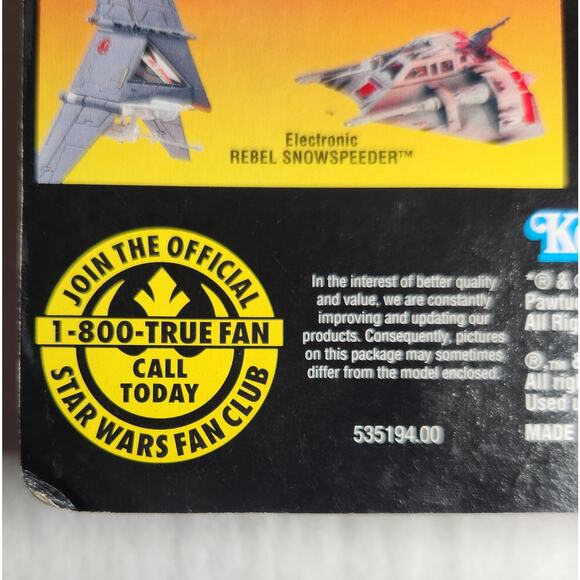 Electronic
REBEL SNOWSPEEDER™
JOIN THE OFFICIAL
1-800-TRUE FAN
CALL
TODAY
STAR WARS FAN CLUB
In the interest of better quality
and value, we are constantly
improving and updating our
products. Consequently, pictures
on this package may sometimes
differ from the model enclosed.
535194.00
*® &
All
®,™
All
Used
MADE